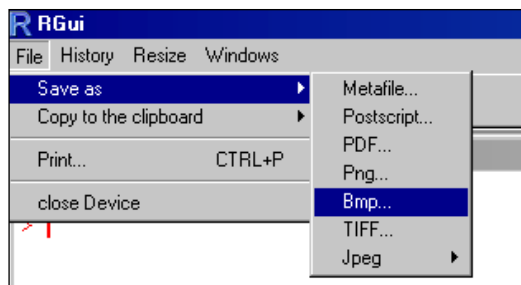 R RGui
File History Resize Windows
Save as
Copy to the clipboard
Print... CTRL+P
close Device
>
Metafile...
Postscript...
PDF...
Png...
Bmp...
TIFF...
Jpeg